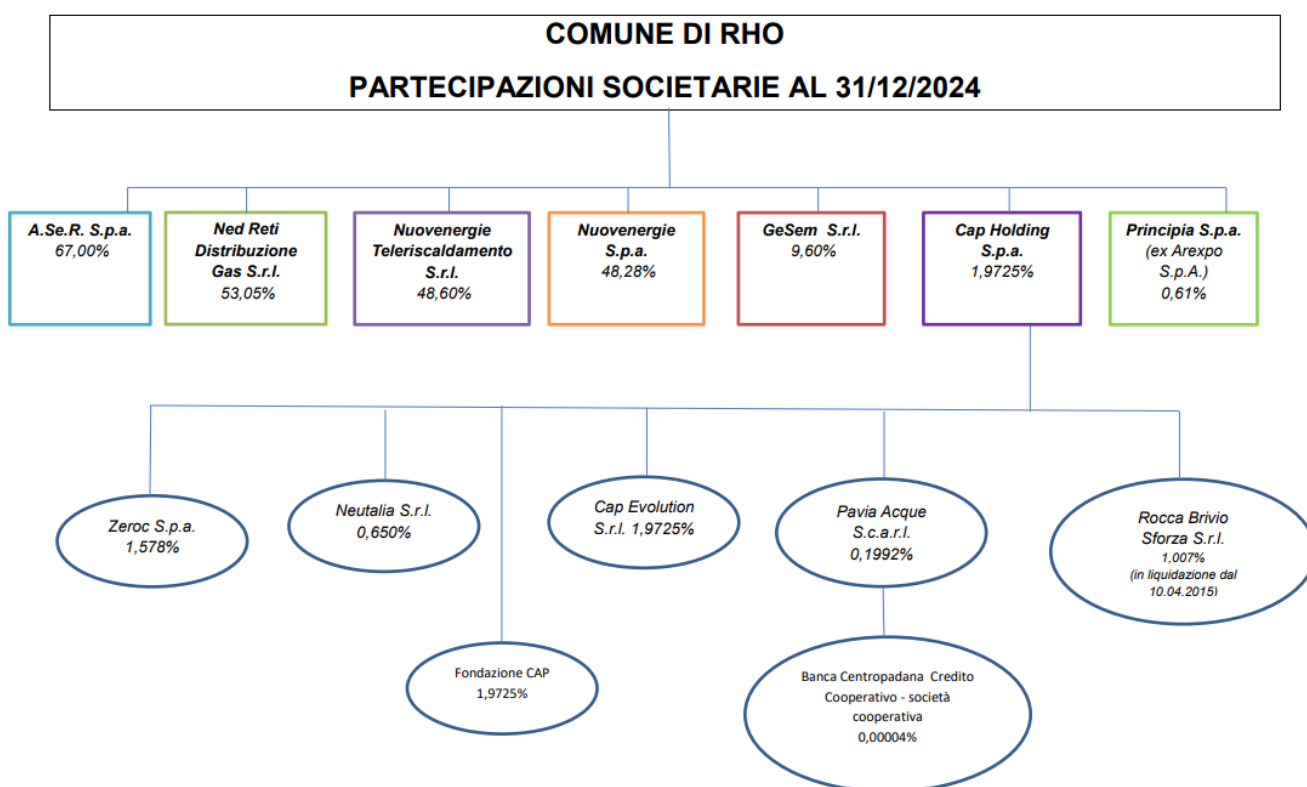 COMUNE DI RHO
PARTECIPAZIONI SOCIETARIE AL 31/12/2024
A.Se.R. S.p.a.
67,00%
Ned Reti
Distribuzione
Gas S.r.l.
53,05%
Nuovenergie
Teleriscaldamento
S.r.l.
48,60%
Nuovenergie
S.p.a.
48,28%
GeSem S.r.l.
9,60%
Cap Holding
S.p.a.
1,9725%
Principia S.p.a.
(ex Arexpo
S.p.A.)
0,61%
Zeroc S.p.a.
1,578%
Neutalia S.r.l.
0,650%
Cap Evolution
S.r.l. 1,9725%
Pavia Acque
S.c.a.r.l.
0,1992%
Rocca Brivio
Sforza S.r.l.
1,007%
(in liquidazione dal
10.04.2015)
Fondazione CAP
1,9725%
Banca Centropadana Credito
Cooperativo - società
cooperativa
0,00004%